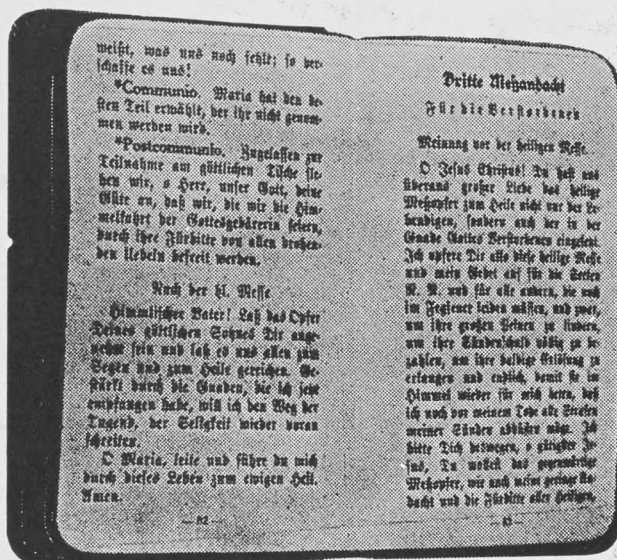 weißt, was uns noch fehlt; so ver-
schaffe es uns!
*Communio. Maria hat den be-
sten Teil erwählt, der ihr nicht genom-
men werden wird.
*Postcommunio. Zugelassen zur
Teilnahme am göttlichen Tische fle-
hen wir, o Herr, unser Gott, deine
Güte an, daß wir, die wir die Him-
melfahrt der Gottesgebärerin feiern,
durch ihre Fürbitte von allen drohen-
den Uebeln befreit werden.
Nach der hl. Messe
Himmlischer Vater! Laß das Opfer
Deines göttlichen Sohnes Dir ange-
nehm sein und laß es uns allen zum
Segen und zum Heile gereichen. Ge-
stärkt durch die Gnaden, die ich jetzt
empfangen habe, will ich den Weg der
Tugend, der Seligkeit wieder voran
schreiten.
O Maria, leite und führe du mich
durch dieses Leben zum ewigen Heil.
Amen.
— 82 —
Dritte Meßandacht
Für die Verstorbenen
Meinung vor der heiligen Messe.
O Jesus Christus! Du hast aus
überaus großer Liebe das heilige
Meßopfer zum Heile nicht nur der Le-
bendigen, sondern auch der in der
Gnade Gottes Verstorbenen eingesetzt.
Ich opfere Dir also diese heilige Messe
und mein Gebet auf für die Seelen
N. N. und für alle andern, die noch
im Fegfeuer leiden müssen, und zwar,
um ihre großen Peinen zu lindern,
um ihre Sündenschuld völlig zu be-
zahlen, um ihre baldige Erlösung zu
erlangen und endlich, damit sie im
Himmel wieder für mich beten, daß
ich noch vor meinem Tode alle Strafen
meiner Sünden abbüßen möge. Ich
bitte Dich deswegen, o gütigster Je-
sus, Du wollest das gegenwärtige
Meßopfer, wie auch meine geringe An-
dacht und die Fürbitte aller Heiligen,